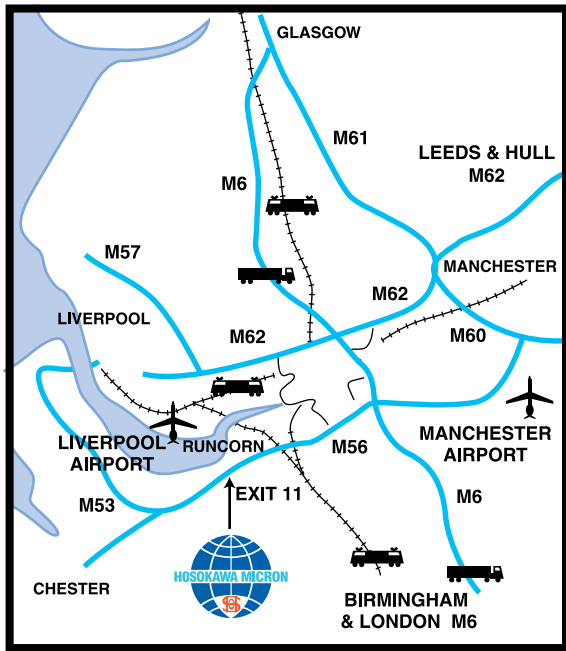 GLASGOW
M61
LEEDS & HULL
M62
M6
M57
MANCHESTER
M62
LIVERPOOL
M62
M60
LIVERPOOL
AIRPORT
RUNCORN
M56
MANCHESTER
AIRPORT
M53
EXIT 11
M6
HOSOKAWA MICRON
CHESTER
BIRMINGHAM
& LONDON M6